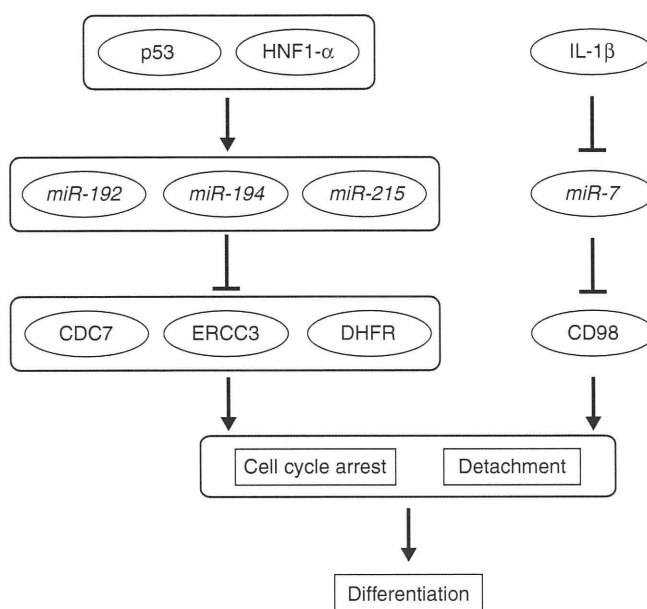 p53 HNF1-α IL-1β
miR-192 miR-194 miR-215 miR-7
CDC7 ERCC3 DHFR CD98
Cell cycle arrest Detachment
Differentiation